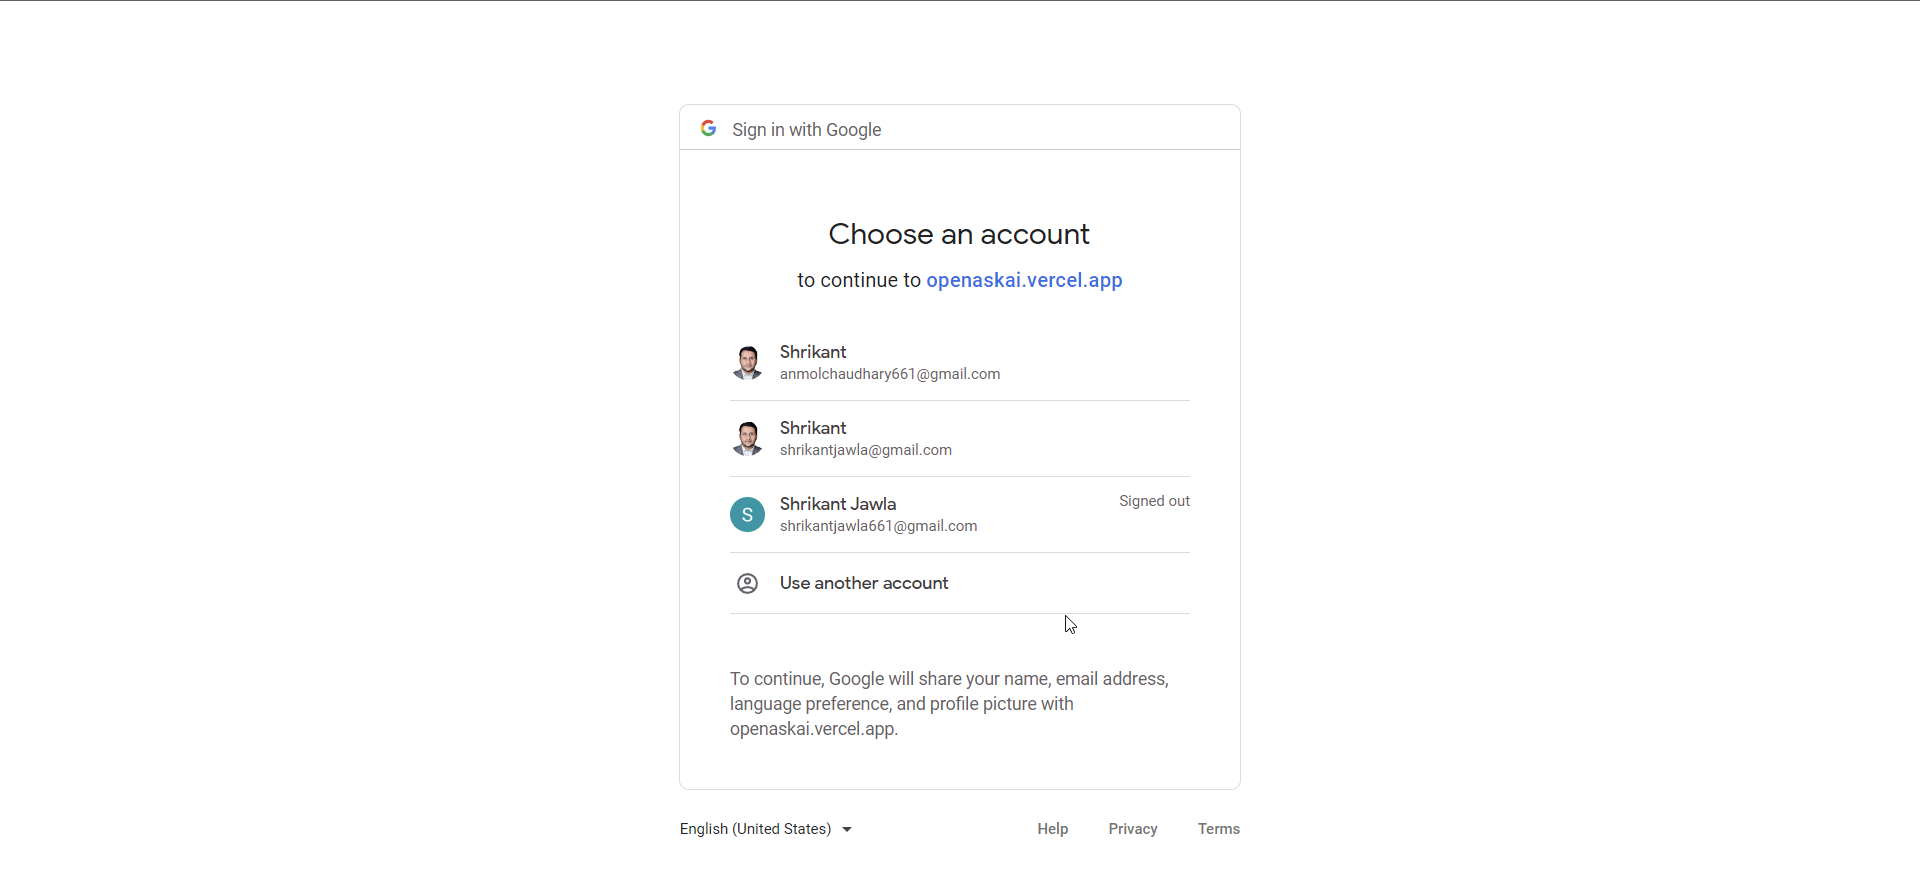 Sign in with Google
Choose an account
to continue to openaskai.vercel.app
Shrikant
anmolchaudhary661@gmail.com
Shrikant
shrikantjawla@gmail.com
S
Shrikant Jawla
Signed out
shrikantjawla661@gmail.com
Use another account
To continue, Google will share your name, email address,
language preference, and profile picture with
openaskai.vercel.app.
English (United States)
Help
Privacy
Terms